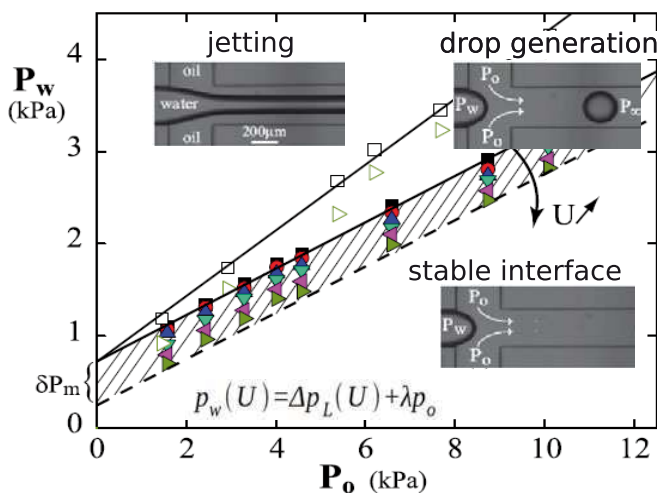 jetting
drop generation
4
P_w
(kPa)
3
2
1
0
oil
water
oil
200μm
P_o
P_w
P_o
P_∞
U
stable interface
P_o
P_w
P_o
δP_m
p_w(U)=Δp_L(U)+λp_o
0 2 4 6 8 10 12
P_o (kPa)